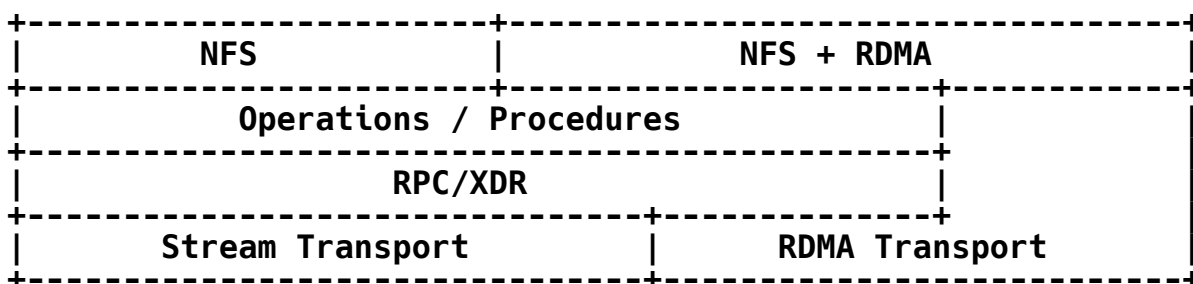 NFS NFS + RDMA
Operations / Procedures
RPC/XDR
Stream Transport RDMA Transport